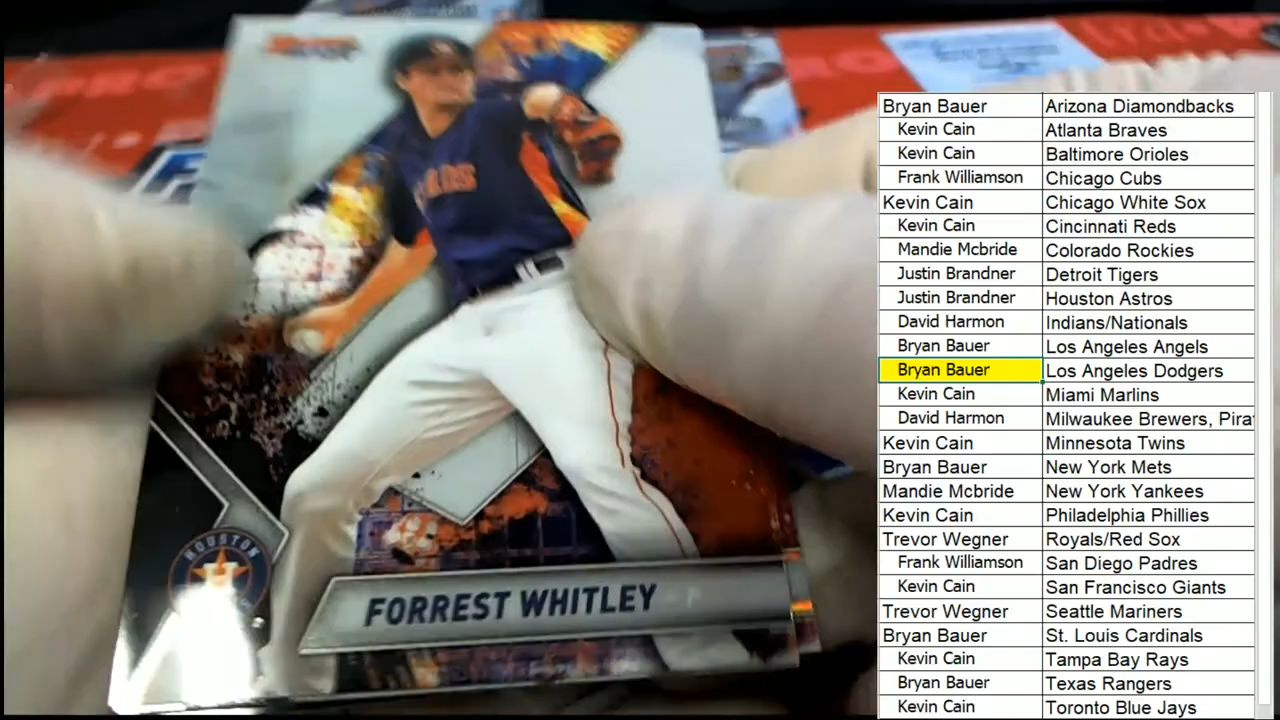 FORREST WHITLEY
HOUSTON
Bryan Bauer Arizona Diamondbacks
Kevin Cain Atlanta Braves
Kevin Cain Baltimore Orioles
Frank Williamson Chicago Cubs
Kevin Cain Chicago White Sox
Kevin Cain Cincinnati Reds
Mandie Mcbride Colorado Rockies
Justin Brandner Detroit Tigers
Justin Brandner Houston Astros
David Harmon Indians/Nationals
Bryan Bauer Los Angeles Angels
Bryan Bauer Los Angeles Dodgers
Kevin Cain Miami Marlins
David Harmon Milwaukee Brewers, Pira
Kevin Cain Minnesota Twins
Bryan Bauer New York Mets
Mandie Mcbride New York Yankees
Kevin Cain Philadelphia Phillies
Trevor Wegner Royals/Red Sox
Frank Williamson San Diego Padres
Kevin Cain San Francisco Giants
Trevor Wegner Seattle Mariners
Bryan Bauer St. Louis Cardinals
Kevin Cain Tampa Bay Rays
Bryan Bauer Texas Rangers
Kevin Cain Toronto Blue Jays